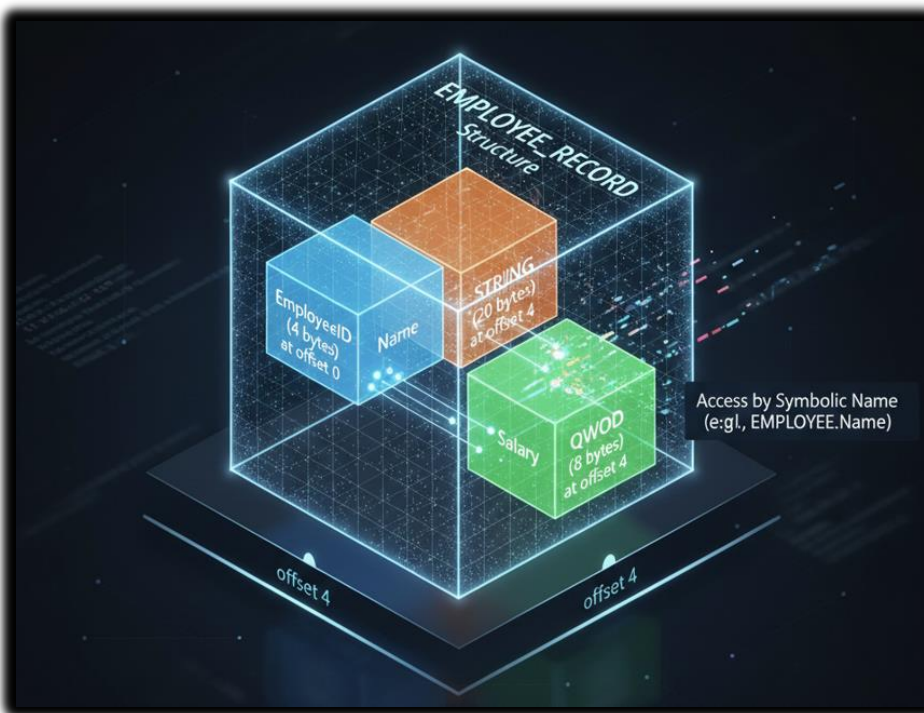 EMPLOYEE_RECORD
Structure
EmployeeID
(4 bytes)
at offset 0
Name
STRIING
(20 bytes)
at offset 4
Salary
QWOD
(8 bytes)
at offset 4
Access by Symbolic Name
(e:gl., EMPLOYEE.Name)
offset 4
offset 4